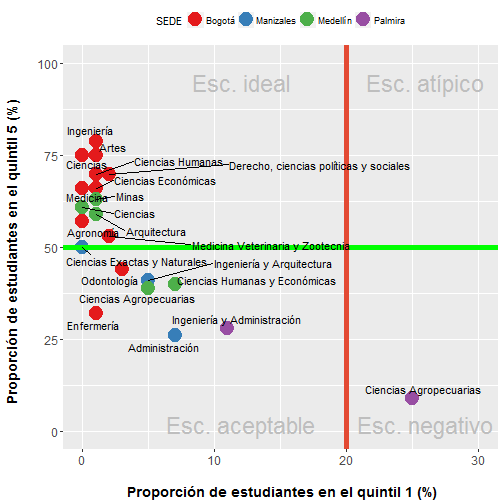 SEDE Bogotá Manizales Medellín Palmira
Proporción de estudiantes en el quintil 5 (%)
100
75
50
25
0
Esc. ideal
Esc. atípico
Ingeniería
Artes
Ciencias
Ciencias Humanas
Derecho, ciencias políticas y sociales
Ciencias Económicas
Medicina
Minas
Ciencias
Agronomía
Arquitectura
Medicina Veterinaria y Zootecnia
Ciencias Exactas y Naturales
Ingeniería y Arquitectura
Odontología
Ciencias Humanas y Económicas
Ciencias Agropecuarias
Enfermería
Ingeniería y Administración
Administración
Ciencias Agropecuarias
Esc. aceptable
Esc. negativo
0
10
20
30
Proporción de estudiantes en el quintil 1 (%)